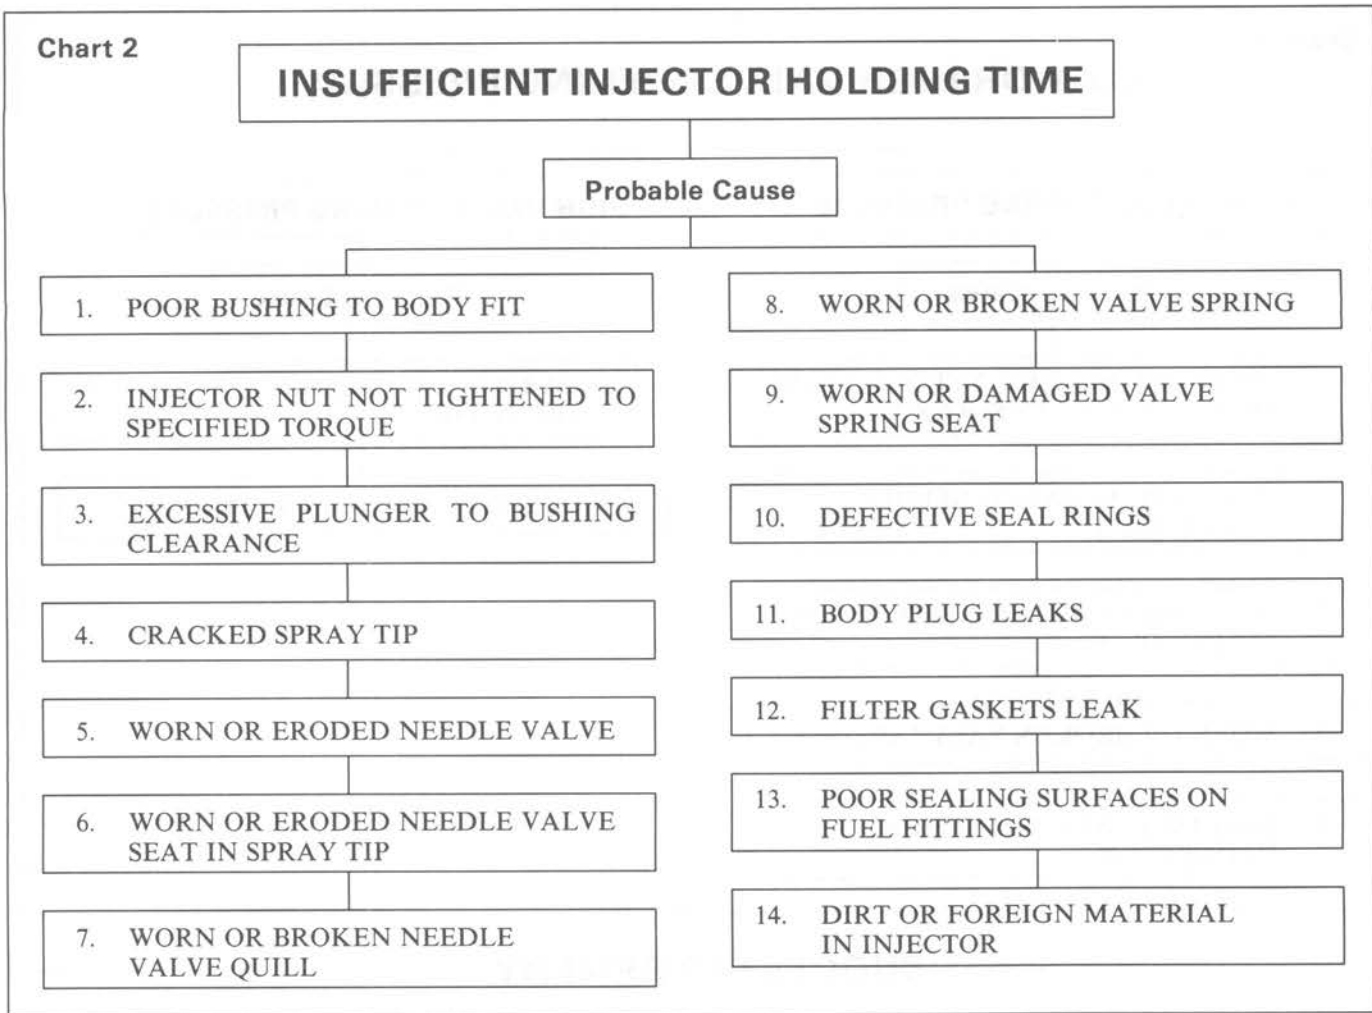 Chart 2
INSUFFICIENT INJECTOR HOLDING TIME
Probable Cause
1. POOR BUSHING TO BODY FIT
2. INJECTOR NUT NOT TIGHTENED TO
SPECIFIED TORQUE
3. EXCESSIVE PLUNGER TO BUSHING
CLEARANCE
4. CRACKED SPRAY TIP
5. WORN OR ERODED NEEDLE VALVE
6. WORN OR ERODED NEEDLE VALVE
SEAT IN SPRAY TIP
7. WORN OR BROKEN NEEDLE
VALVE QUILL
8. WORN OR BROKEN VALVE SPRING
9. WORN OR DAMAGED VALVE
SPRING SEAT
10. DEFECTIVE SEAL RINGS
11. BODY PLUG LEAKS
12. FILTER GASKETS LEAK
13. POOR SEALING SURFACES ON
FUEL FITTINGS
14. DIRT OR FOREIGN MATERIAL
IN INJECTOR